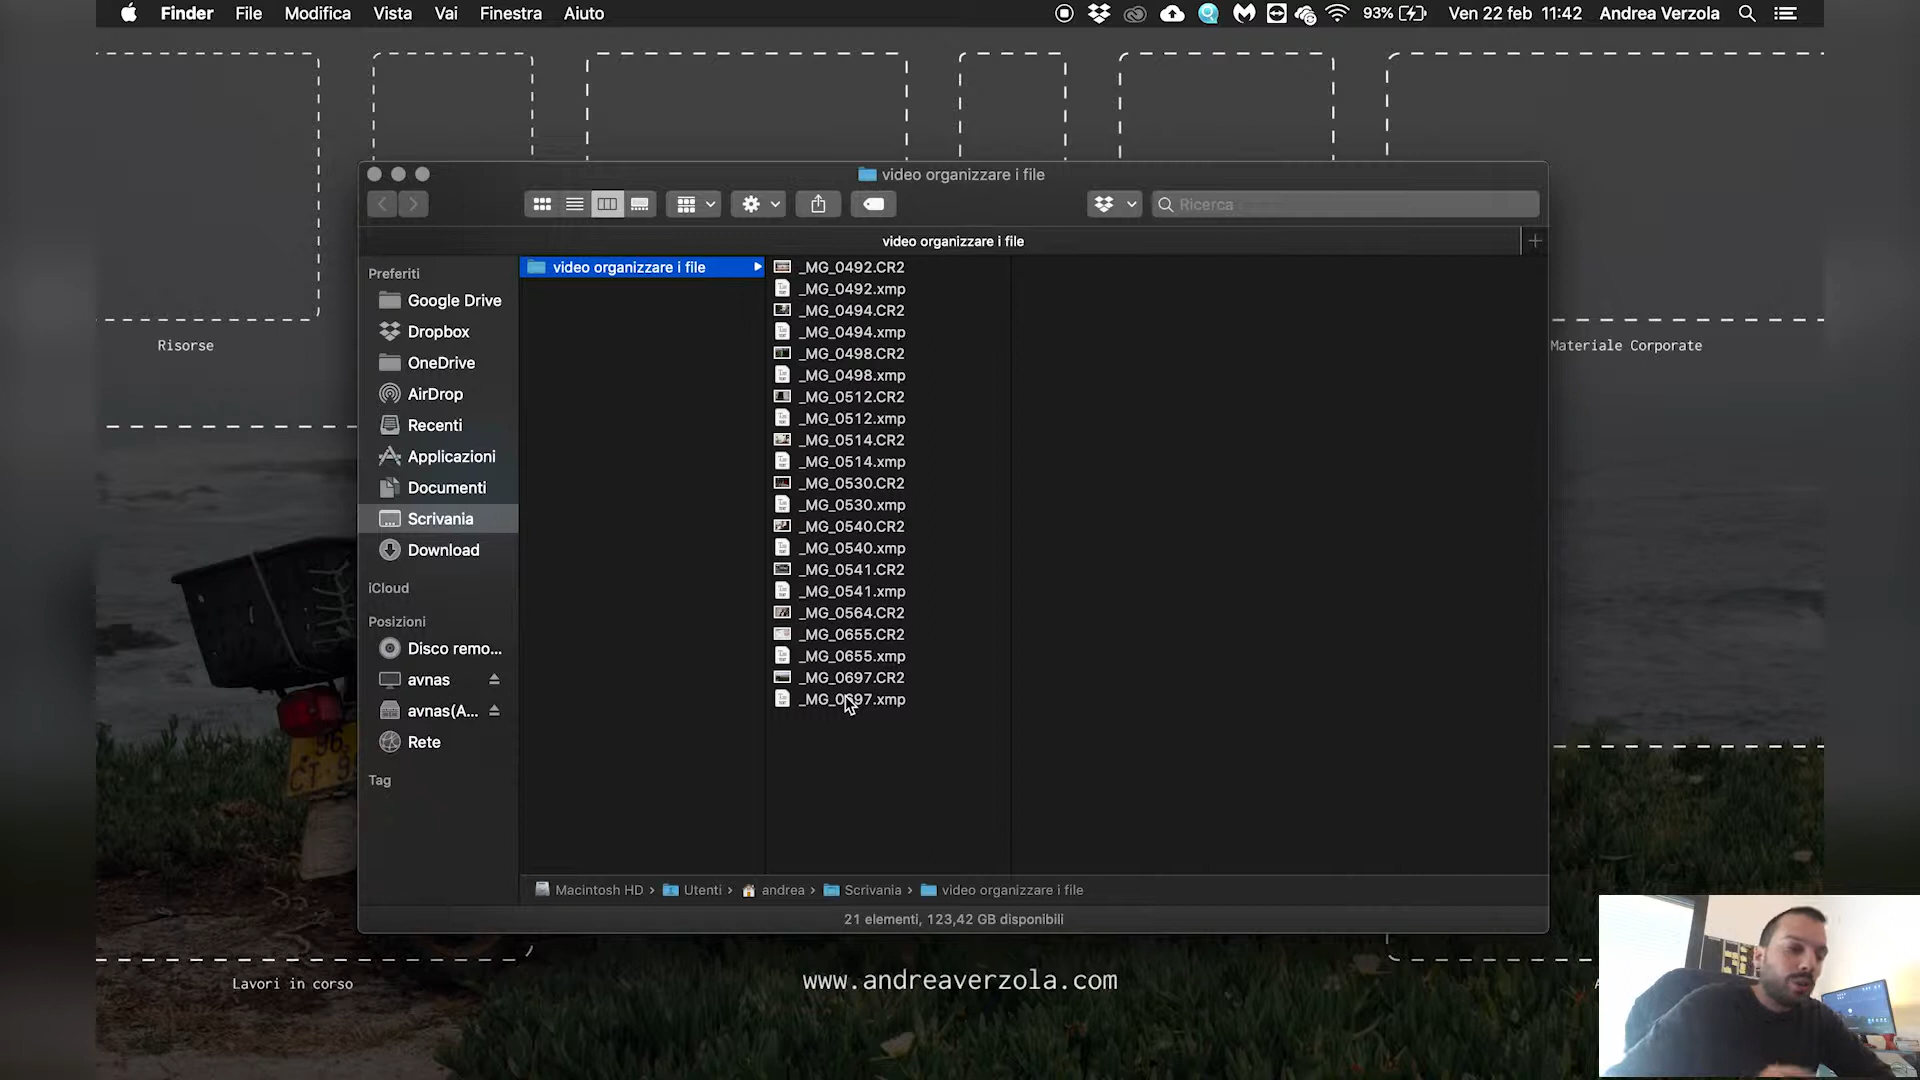 Finder File Modifica Vista Vai Finestra Aiuto 93% Ven 22 feb 11:42 Andrea Verzola
video organizzare i file
Ricerca
video organizzare i file
Preferiti
Google Drive
Dropbox
OneDrive
AirDrop
Recenti
Applicazioni
Documenti
Scrivania
Download
iCloud
Posizioni
Disco remo...
avnas
avnas(A...
Rete
Tag
video organizzare i file
_MG_0492.CR2
_MG_0492.xmp
_MG_0494.CR2
_MG_0494.xmp
_MG_0498.CR2
_MG_0498.xmp
_MG_0512.CR2
_MG_0512.xmp
_MG_0514.CR2
_MG_0514.xmp
_MG_0530.CR2
_MG_0530.xmp
_MG_0540.CR2
_MG_0540.xmp
_MG_0541.CR2
_MG_0541.xmp
_MG_0564.CR2
_MG_0655.CR2
_MG_0655.xmp
_MG_0697.CR2
_MG_0697.xmp
Macintosh HD › Utenti › andrea › Scrivania › video organizzare i file
21 elementi, 123,42 GB disponibili
Risorse
Materiale Corporate
Lavori in corso
www.andreaverzola.com